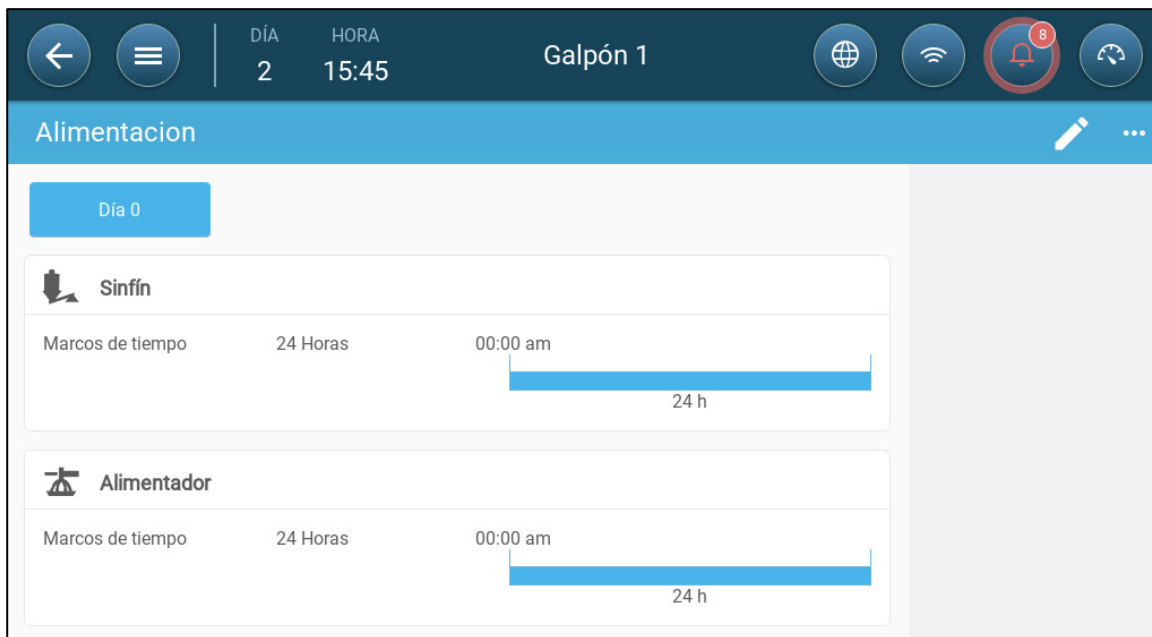 DÍA HORA
2 15:45 Galpón 1 8
Alimentacion
Día 0
Sinfín
Marcos de tiempo 24 Horas 00:00 am
24 h
Alimentador
Marcos de tiempo 24 Horas 00:00 am
24 h